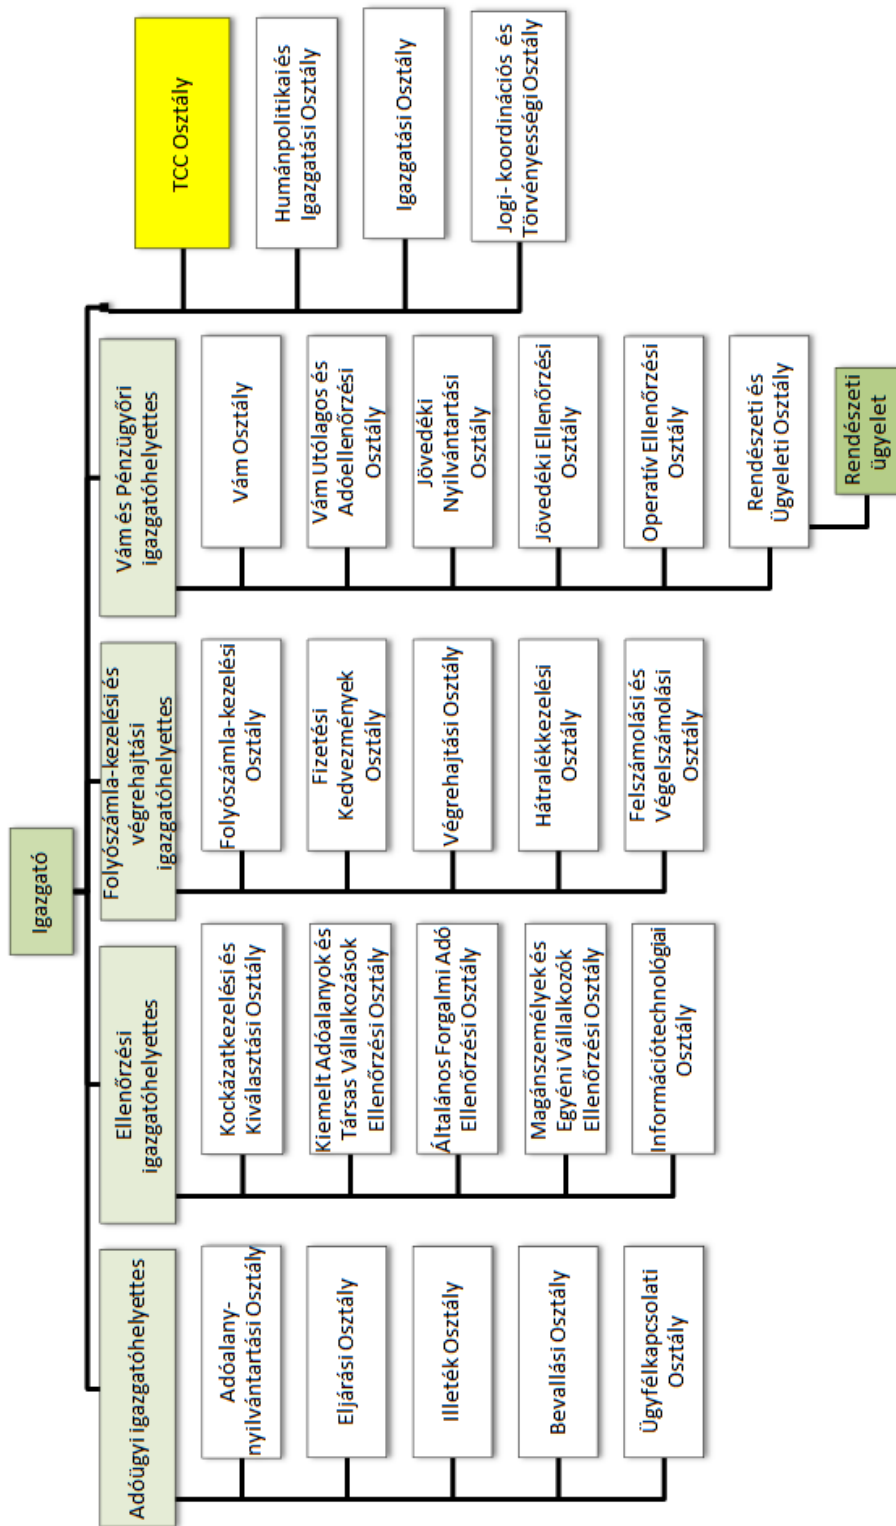 Igazgató
Adóügyi igazgatóhelyettes
Adóalany-
nyilvántartási Osztály
Eljárási Osztály
Illeték Osztály
Bevallási Osztály
Ügyfélkapcsolati
Osztály
Ellenőrzési
igazgatóhelyettes
Kockázatkezelési és
Kiválasztási Osztály
Kiemelt Adóalanyok és
Társas Vállalkozások
Ellenőrzési Osztály
Általános Forgalmi Adó
Ellenőrzési Osztály
Magánszemélyek és
Egyéni Vállalkozók
Ellenőrzési Osztály
Információtechnológiai
Osztály
Folyószámla-kezelési és
végrehajtási
igazgatóhelyettes
Folyószámla-kezelési
Osztály
Fizetési
Kedvezmények
Osztály
Végrehajtási Osztály
Hátralékkezelési
Osztály
Felszámolási és
Végelszámolási
Osztály
Vám és Pénzügyőri
igazgatóhelyettes
Vám Osztály
Vám Utólagos és
Adóellenőrzési
Osztály
Jövedéki
Nyilvántartási
Osztály
Jövedéki Ellenőrzési
Osztály
Operatív Ellenőrzési
Osztály
Rendészeti és
Ügyeleti Osztály
Rendészeti
ügyelet
TCC Osztály
Humánpolitikai és
Igazgatási Osztály
Igazgatási Osztály
Jogi- koordinációs és
Törvényességi Osztály